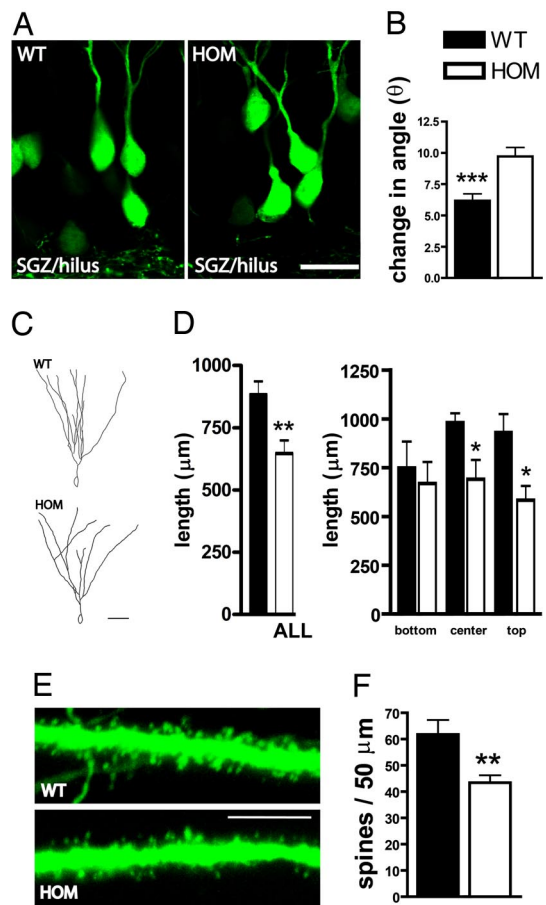 A
WT
HOM
SGZ/hilus
SGZ/hilus
B
WT
HOM
change in angle (θ)
12.5
10.0
7.5
5.0
2.5
0.0
***
C
WT
HOM
D
length (µm)
1000
750
500
250
0
**
ALL
length (µm)
1250
1000
750
500
250
0
*
*
bottom center top
E
WT
HOM
F
spines / 50 µm
70
60
50
40
30
20
10
0
**